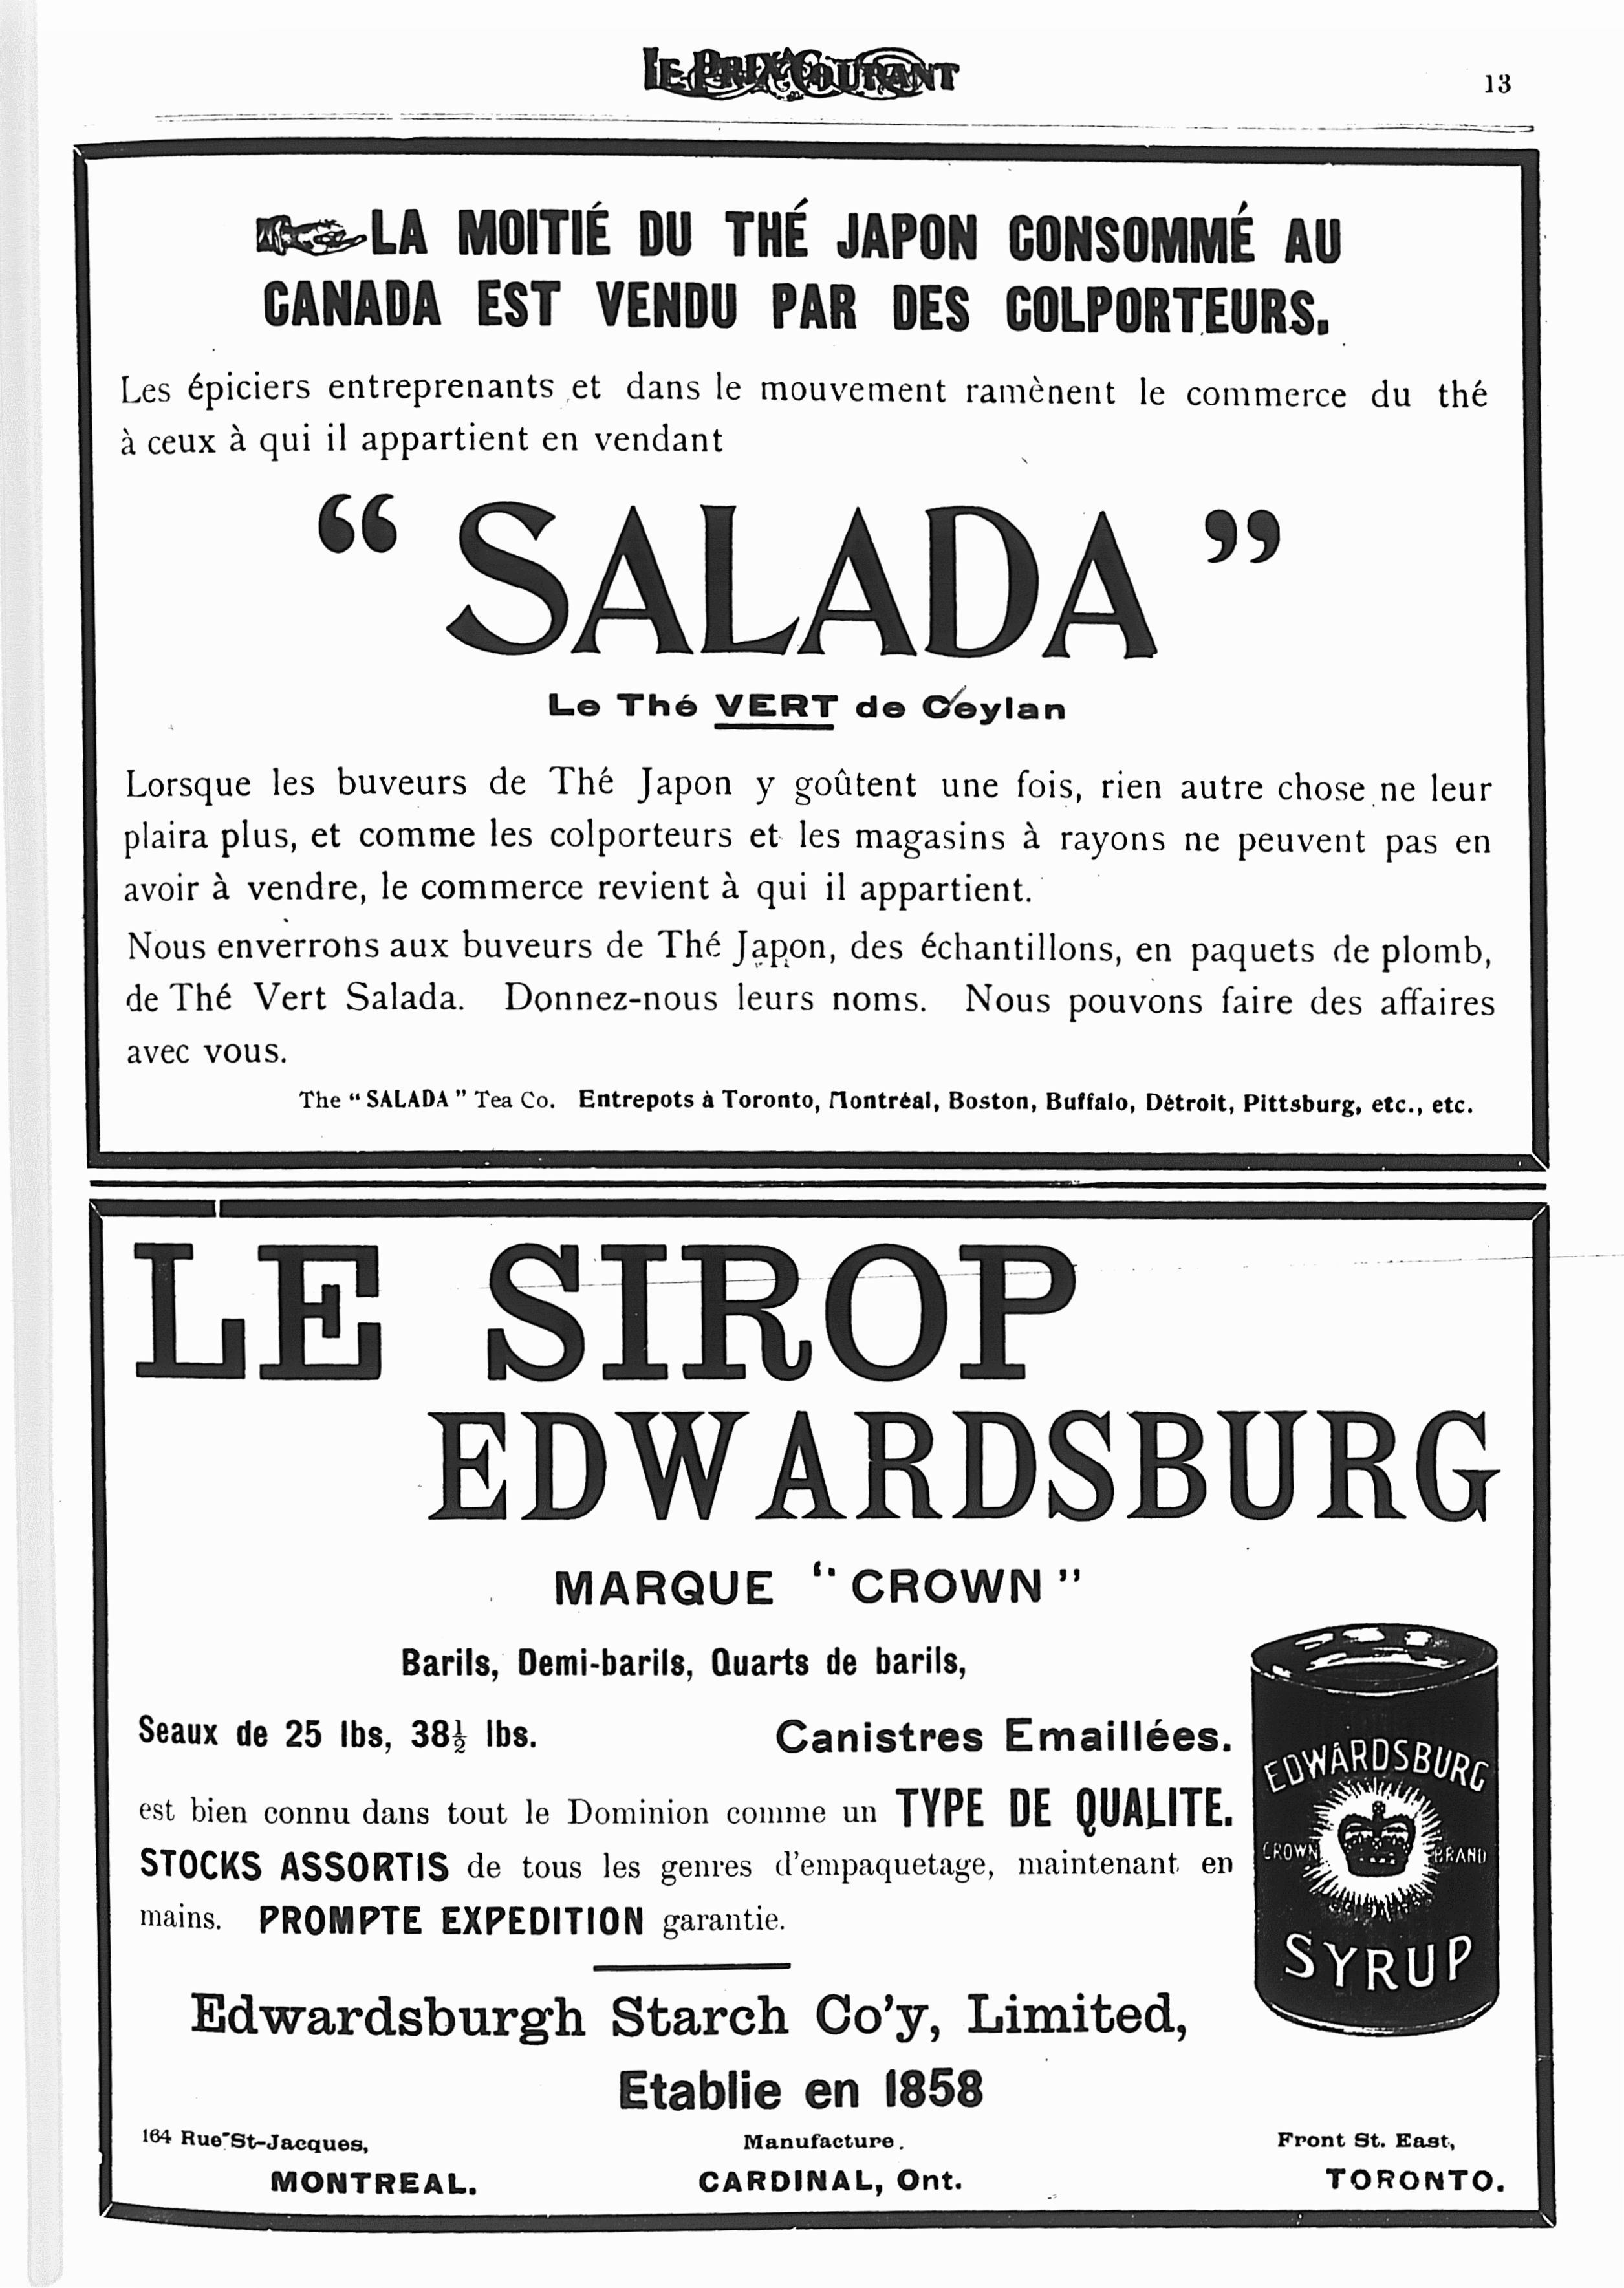 LE PRIX COURANT
13
LA MOITIÉ DU THÉ JAPON CONSOMMÉ AU
CANADA EST VENDU PAR DES COLPORTEURS.
Les épiciers entreprenants et dans le mouvement ramènent le commerce du thé
à ceux à qui il appartient en vendant
“ SALADA ”
Le Thé VERT de Ceylan
Lorsque les buveurs de Thé Japon y goûtent une fois, rien autre chose ne leur
plaira plus, et comme les colporteurs et les magasins à rayons ne peuvent pas en
avoir à vendre, le commerce revient à qui il appartient.
Nous enverrons aux buveurs de Thé Japon, des échantillons, en paquets de plomb,
de Thé Vert Salada. Donnez-nous leurs noms. Nous pouvons faire des affaires
avec vous.
The “ SALADA ” Tea Co. Entrepots à Toronto, Montréal, Boston, Buffalo, Détroit, Pittsburg, etc., etc.
LE SIROP
EDWARDSBURG
MARQUE “ CROWN ”
Barils, Demi-barils, Quarts de barils,
Seaux de 25 lbs, 38½ lbs. Canistres Emaillées.
est bien connu dans tout le Dominion comme un TYPE DE QUALITE.
STOCKS ASSORTIS de tous les genres d'empaquetage, maintenant en
mains. PROMPTE EXPEDITION garantie.
EDWARDSBURG
CROWN BRAND
SYRUP
Edwardsburgh Starch Co'y, Limited,
Etablie en 1858
164 Rue St-Jacques, Manufacture. Front St. East,
MONTREAL. CARDINAL, Ont. TORONTO.